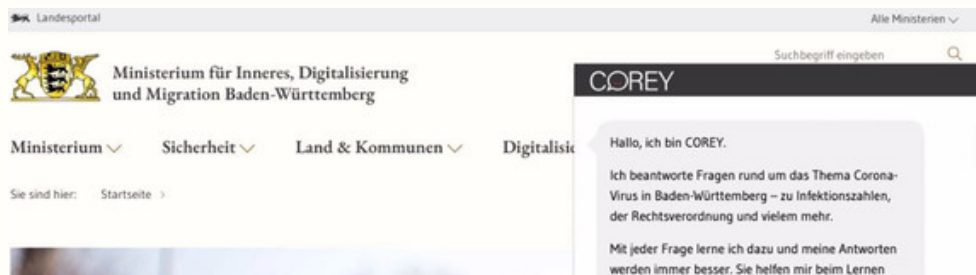 Landesportal
Alle Ministerien
Suchbegriff eingeben
Ministerium für Inneres, Digitalisierung
und Migration Baden-Württemberg
COREY
Ministerium
Sicherheit
Land & Kommunen
Digitalisie
Sie sind hier:
Startseite >
Hallo, ich bin COREY.
Ich beantworte Fragen rund um das Thema Corona-
Virus in Baden-Württemberg – zu Infektionszahlen,
der Rechtsverordnung und vielem mehr.
Mit jeder Frage lerne ich dazu und meine Antworten
werden immer besser. Sie helfen mir beim Lernen